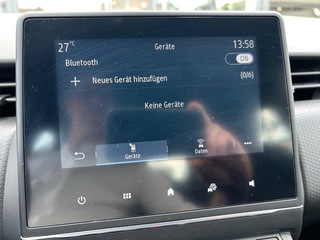 27°C Geräte 13:58
Bluetooth ON
+ Neues Gerät hinzufügen (0/6)
Keine Geräte
Geräte Daten